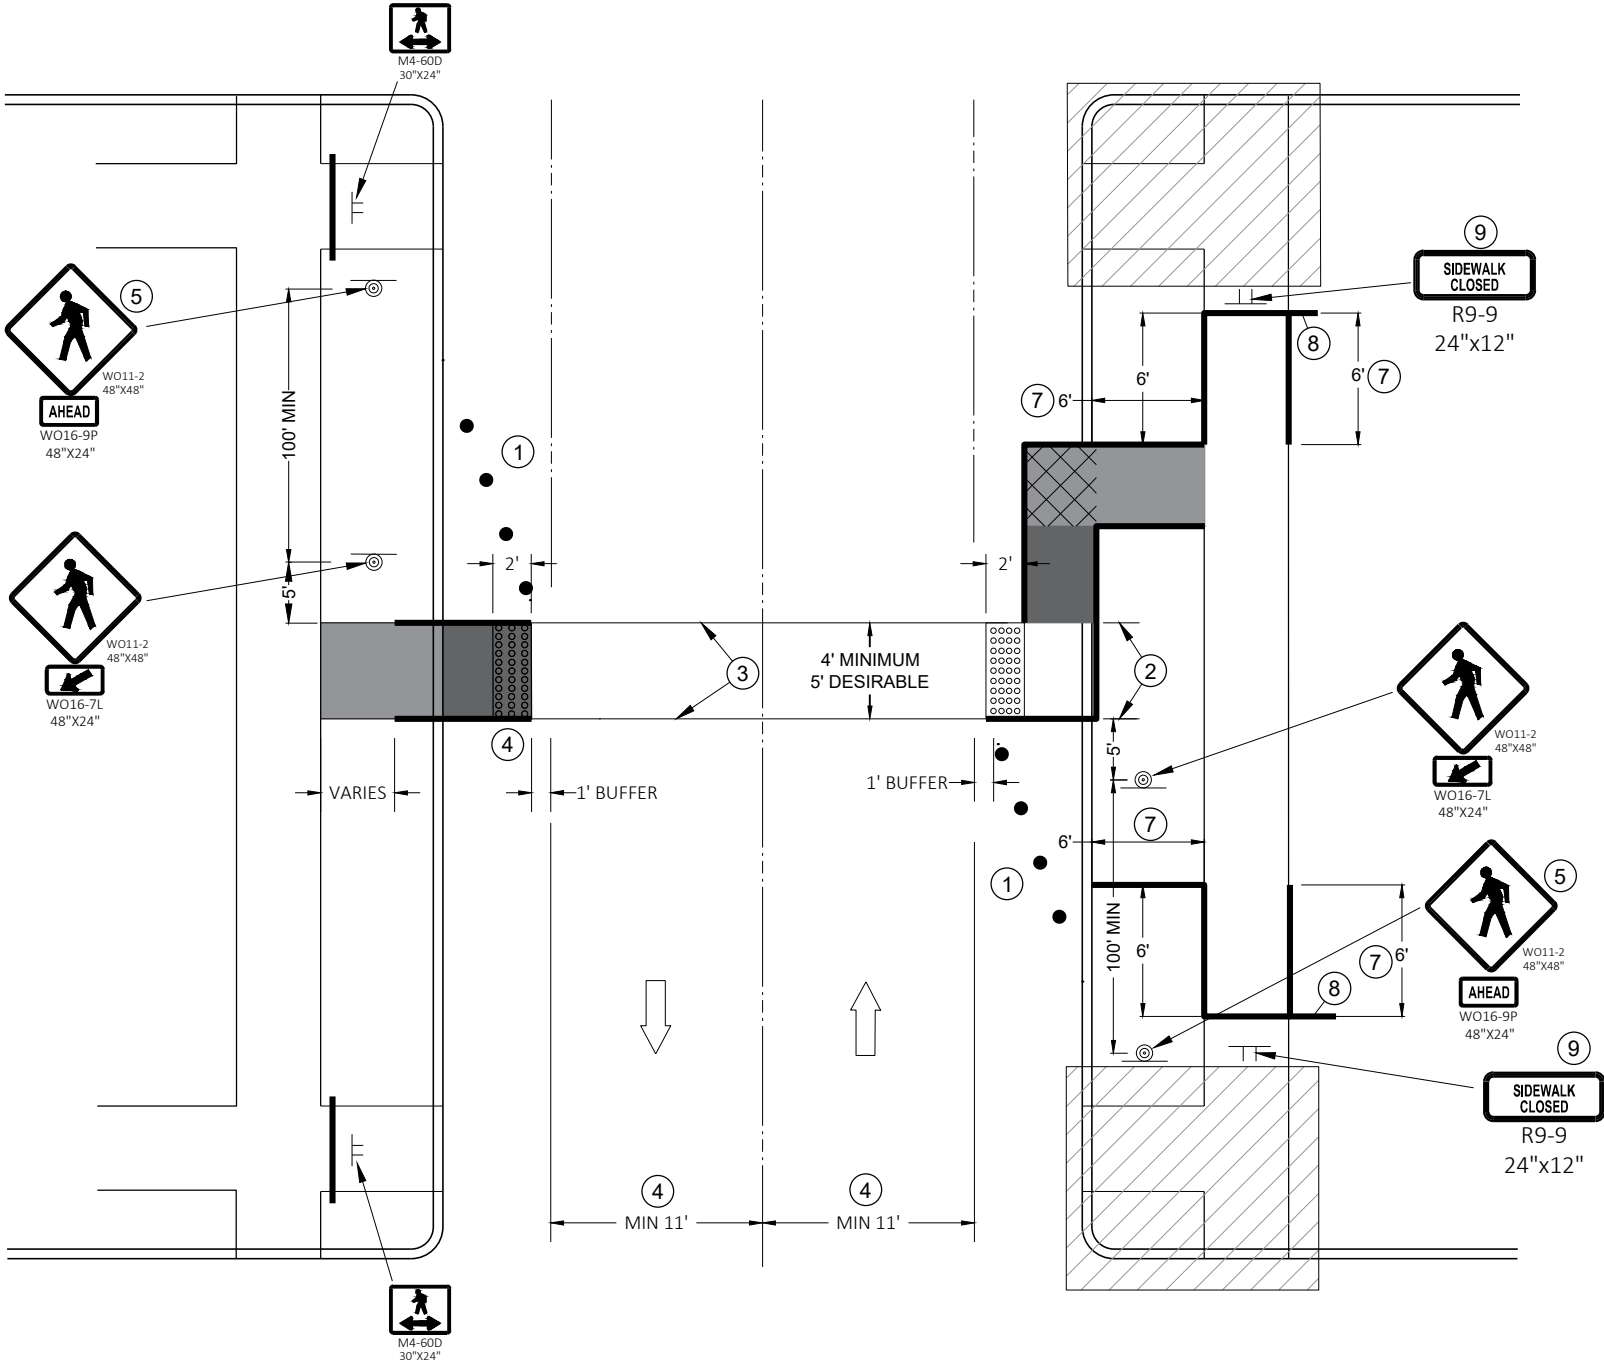 M4-60D
30"X24"
9
SIDEWALK
CLOSED
R9-9
24"x12"
5
WO11-2
48"X48"
AHEAD
WO16-9P
48"X24"
8
6'
6' 7
7 6'
100' MIN
1
2'
2'
5'
WO11-2
48"X48"
WO16-7L
48"X24"
4' MINIMUM
5' DESIRABLE
3
2
4
WO11-2
48"X48"
WO16-7L
48"X24"
5'
VARIES
1' BUFFER
1' BUFFER
7
6'
1
5
WO11-2
48"X48"
AHEAD
WO16-9P
48"X24"
100' MIN
6'
7 6'
8
9
SIDEWALK
CLOSED
R9-9
24"x12"
4
MIN 11'
4
MIN 11'
M4-60D
30"X24"